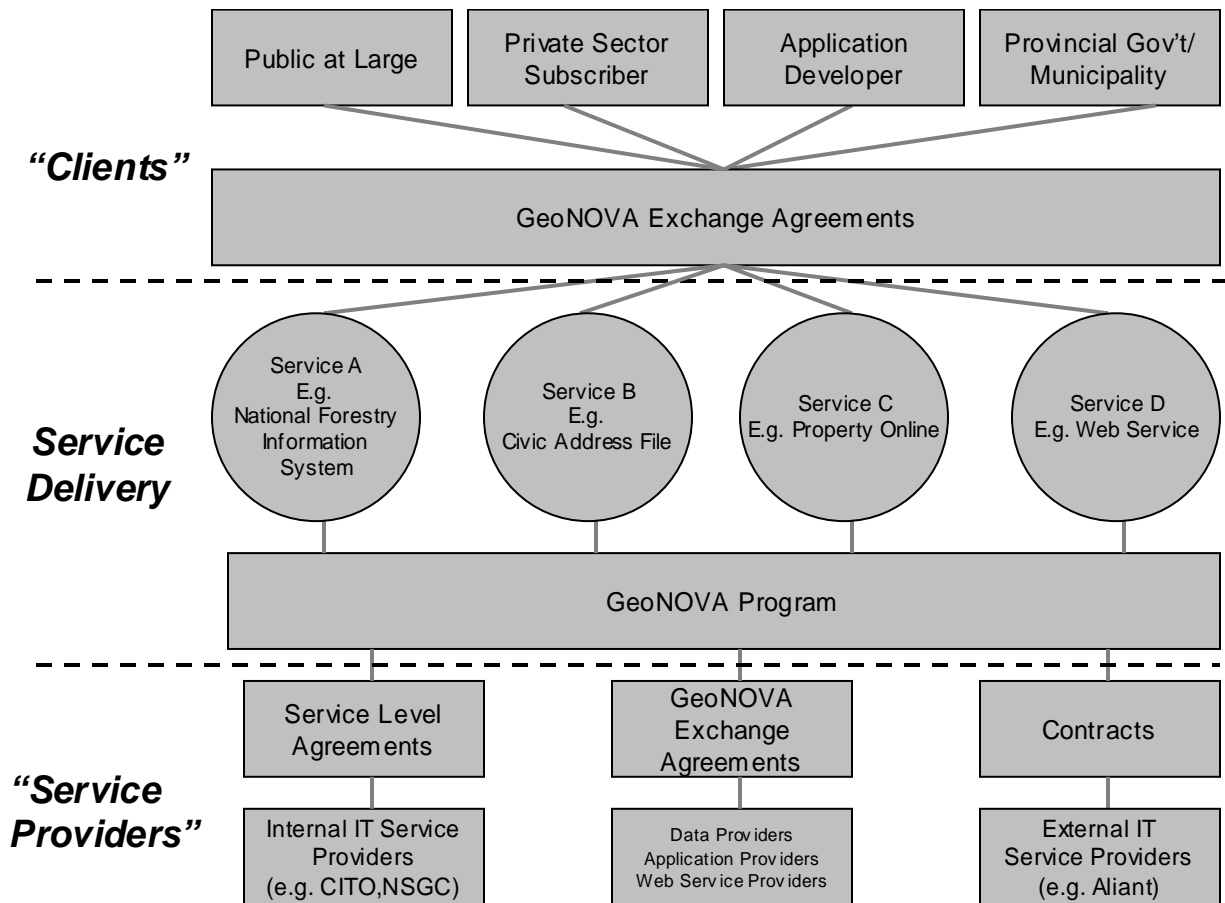 Public at Large
Private Sector
Subscriber
Application
Developer
Provincial Gov't/
Municipality
“Clients”
GeoNOVA Exchange Agreements
Service A
E.g.
National Forestry
Information
System
Service B
E.g.
Civic Address File
Service C
E.g. Property Online
Service D
E.g. Web Service
Service
Delivery
GeoNOVA Program
Service Level
Agreements
GeoNOVA
Exchange
Agreements
Contracts
“Service
Providers”
Internal IT Service
Providers
(e.g. CITO,NSGC)
Data Providers
Application Providers
Web Service Providers
External IT
Service Providers
(e.g. Aliant)